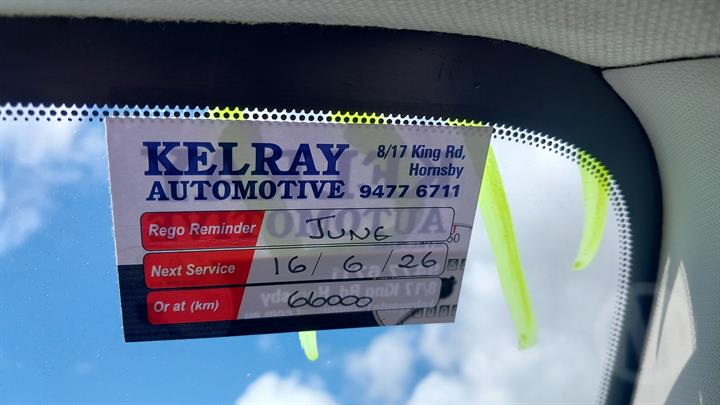 KELRAY
AUTOMOTIVE
8/17 King Rd,
Hornsby
9477 6711
Rego Reminder JUNE
Next Service 16/6/26
Or at (km) 66000